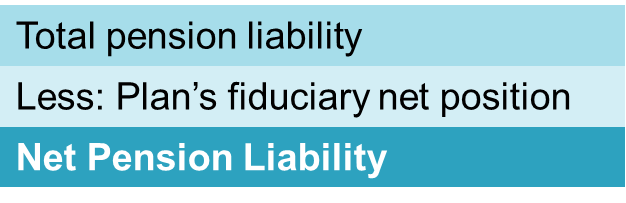 Total pension liability
Less: Plan’s fiduciary net position
Net Pension Liability